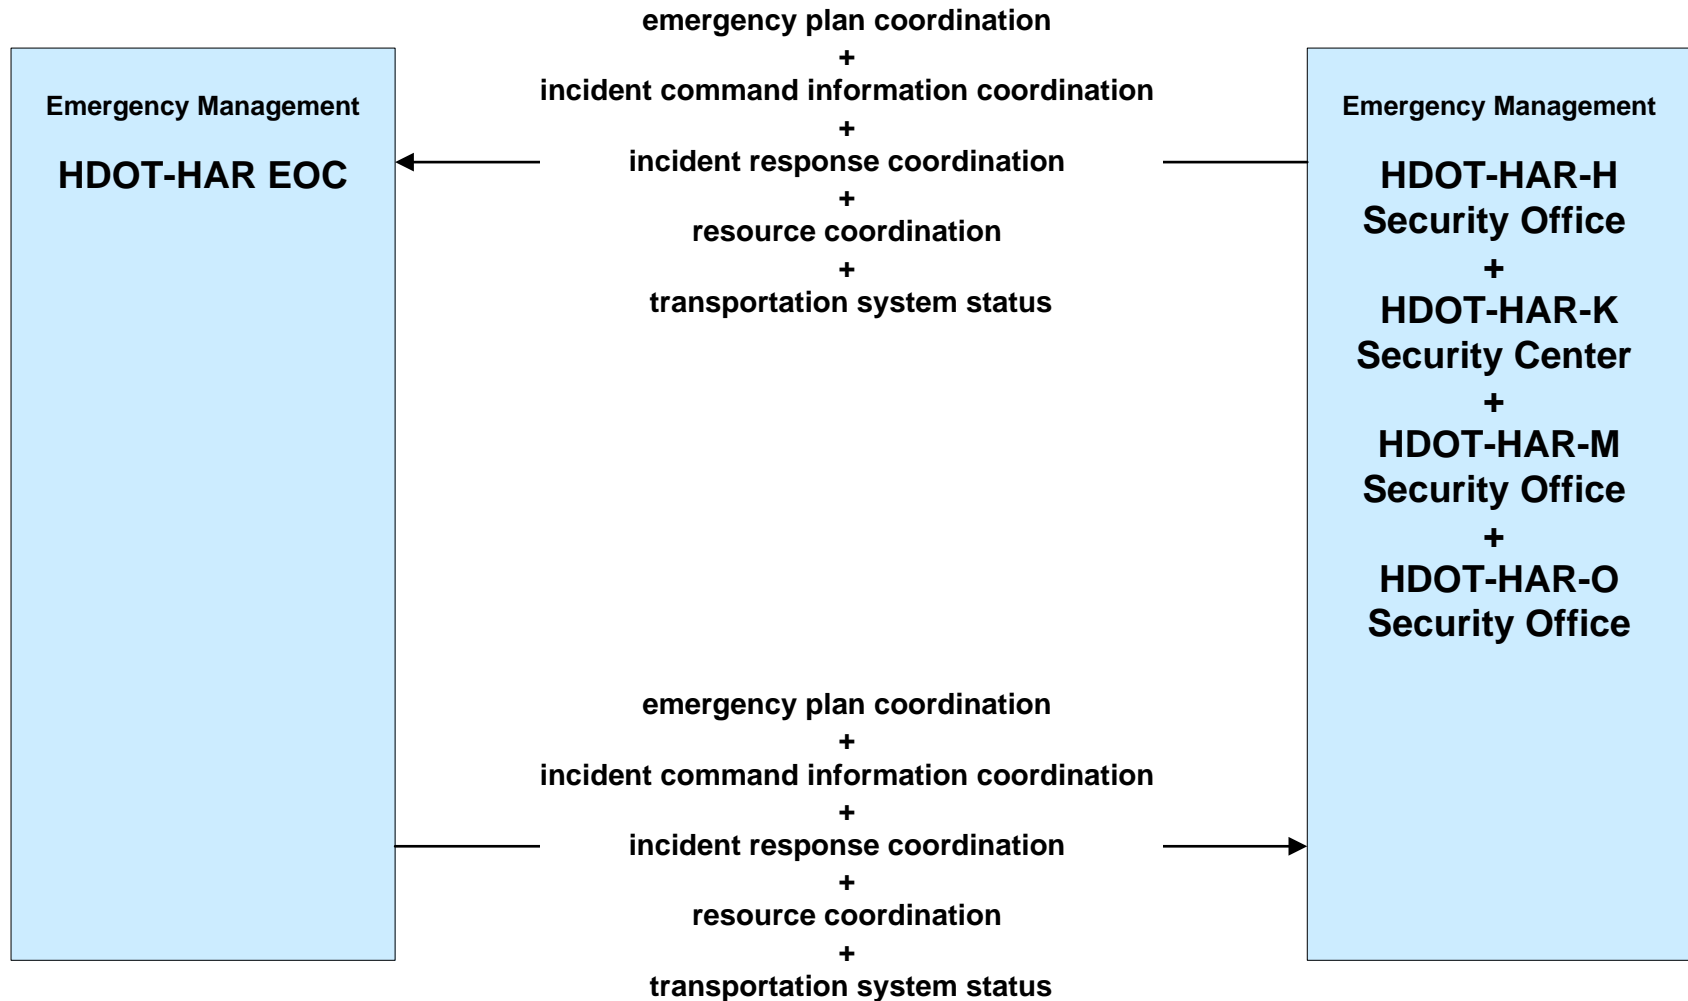 emergency plan coordination
+
incident command information coordination
+
incident response coordination
+
resource coordination
+
transportation system status
Emergency Management
HDOT-HAR EOC
Emergency Management
HDOT-HAR-H
Security Office
+
HDOT-HAR-K
Security Center
+
HDOT-HAR-M
Security Office
+
HDOT-HAR-O
Security Office
emergency plan coordination
+
incident command information coordination
+
incident response coordination
+
resource coordination
+
transportation system status